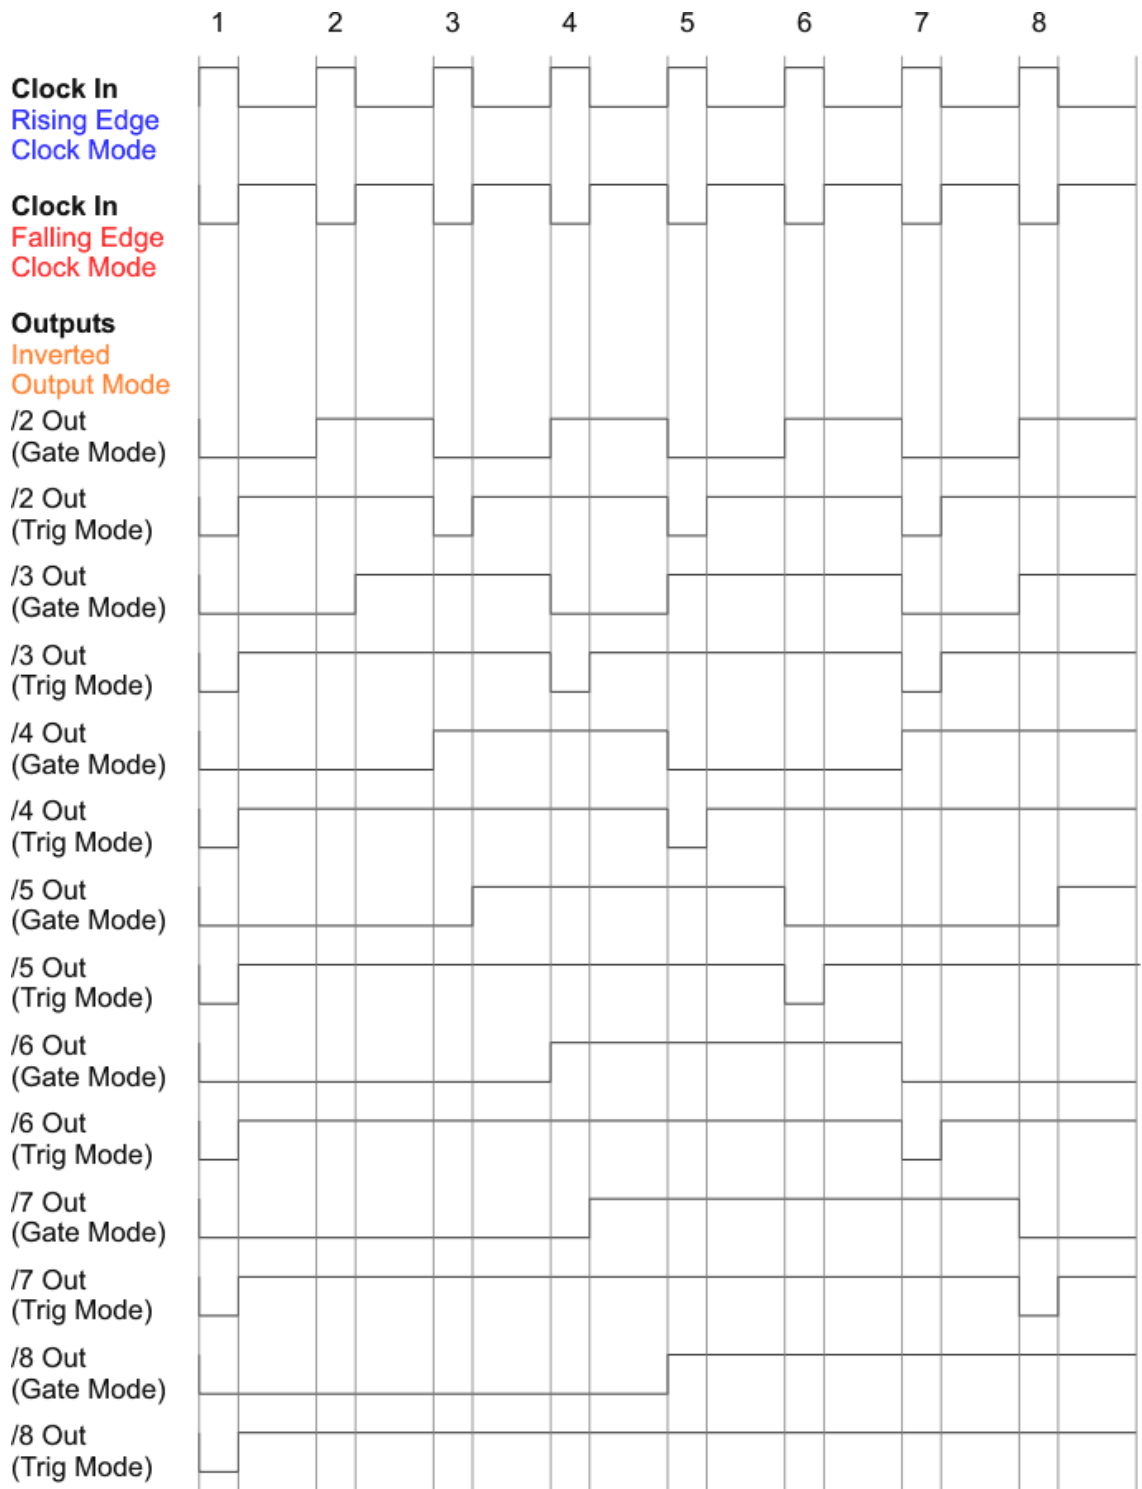 1 2 3 4 5 6 7 8
Clock In
Rising Edge
Clock Mode
Clock In
Falling Edge
Clock Mode
Outputs
Inverted
Output Mode
/2 Out
(Gate Mode)
/2 Out
(Trig Mode)
/3 Out
(Gate Mode)
/3 Out
(Trig Mode)
/4 Out
(Gate Mode)
/4 Out
(Trig Mode)
/5 Out
(Gate Mode)
/5 Out
(Trig Mode)
/6 Out
(Gate Mode)
/6 Out
(Trig Mode)
/7 Out
(Gate Mode)
/7 Out
(Trig Mode)
/8 Out
(Gate Mode)
/8 Out
(Trig Mode)